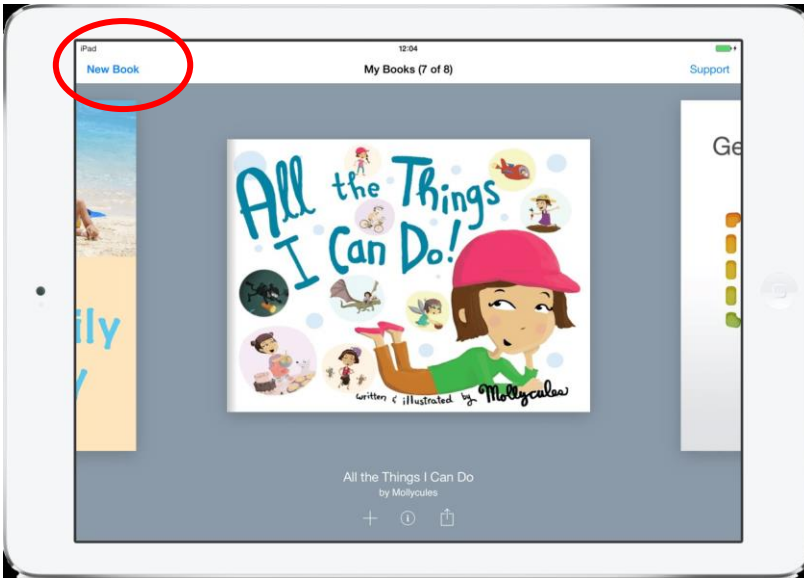 iPad 12:04
New Book My Books (7 of 8) Support
Ge
All the Things
I Can Do!
ily
y
written & illustrated by Mollycules
All the Things I Can Do
by Mollycules